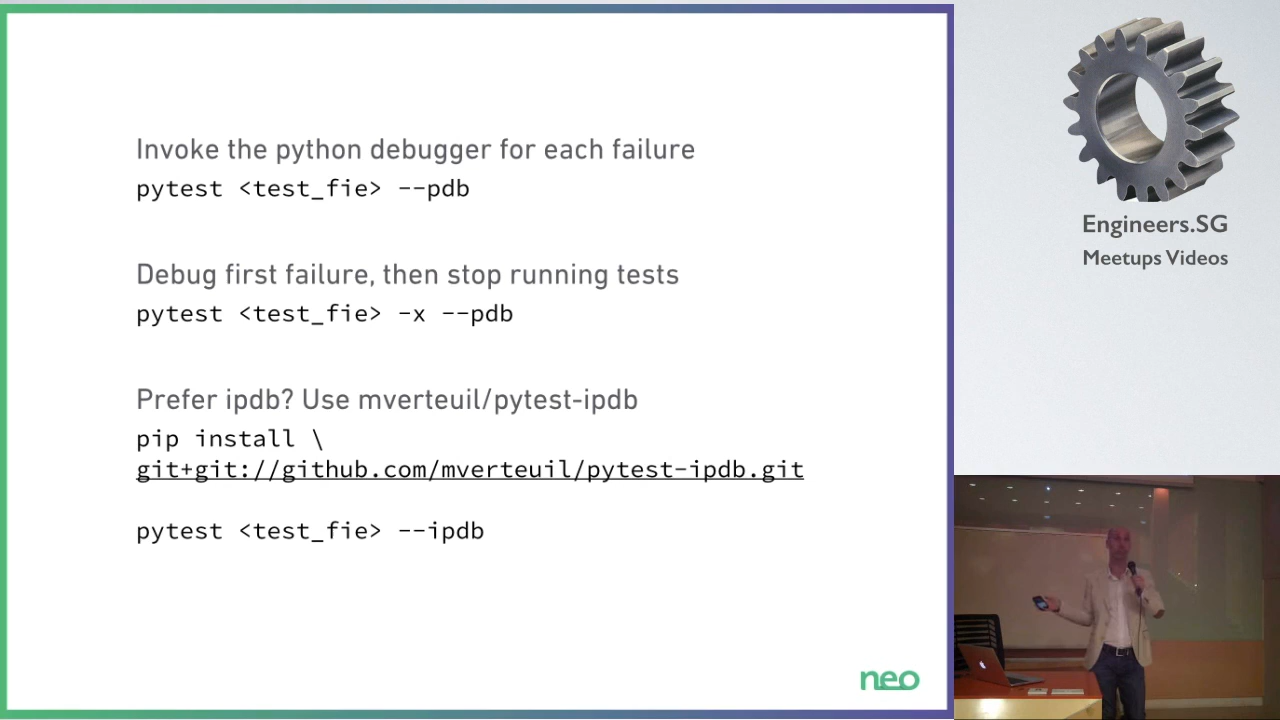 Invoke the python debugger for each failure
pytest <test_fie> --pdb
Debug first failure, then stop running tests
pytest <test_fie> -x --pdb
Prefer ipdb? Use mverteuil/pytest-ipdb
pip install \
git+git://github.com/mverteuil/pytest-ipdb.git
pytest <test_fie> --ipdb
neo
Engineers.SG
Meetups Videos